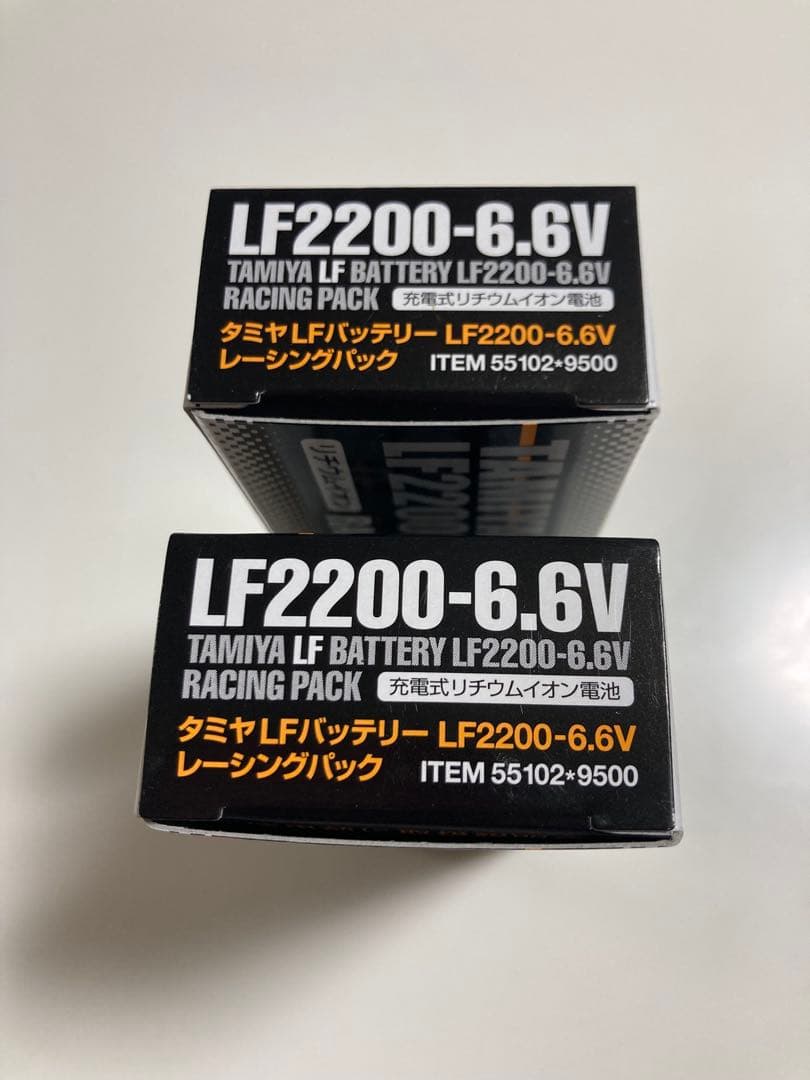 LF2200-6.6V
TAMIYA LF BATTERY LF2200-6.6V
RACING PACK 充電式リチウムイオン電池
タミヤLFバッテリー LF2200-6.6V
レーシングパック ITEM 55102*9500
LF2200
LF2200-6.6V
TAMIYA LF BATTERY LF2200-6.6V
RACING PACK 充電式リチウムイオン電池
タミヤLFバッテリー LF2200-6.6V
レーシングパック ITEM 55102*9500